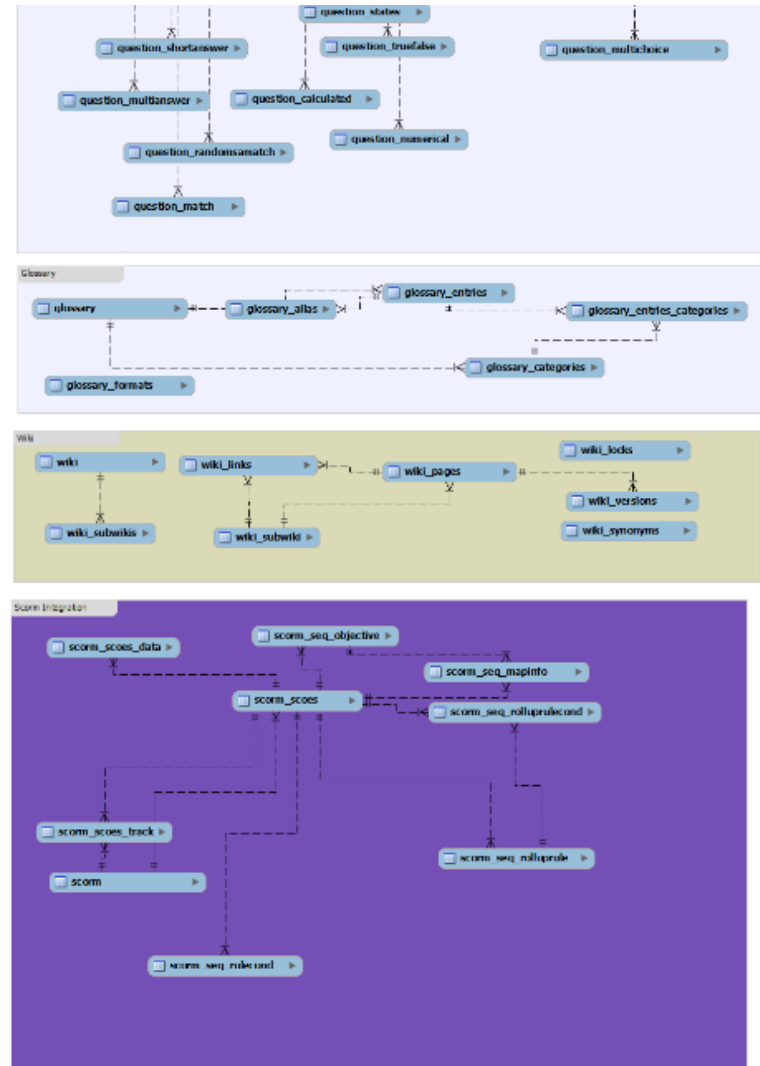 question_states
question_shortanswer
question_truefalse
question_multichoice
question_multianswer
question_calculated
question_numerical
question_randomsamatch
question_match
Glossary
glossary
glossary_alias
glossary_entries
glossary_entries_categories
glossary_categories
glossary_formats
Wiki
wiki
wiki_links
wiki_pages
wiki_locks
wiki_versions
wiki_subwikis
wiki_subwiki
wiki_synonyms
Scorm Integration
scorm_scoes_data
scorm_seq_objective
scorm_seq_mapinfo
scorm_scoes
scorm_seq_rolluprulecond
scorm_scoes_track
scorm_seq_rolluprule
scorm
scorm_seq_rulecond